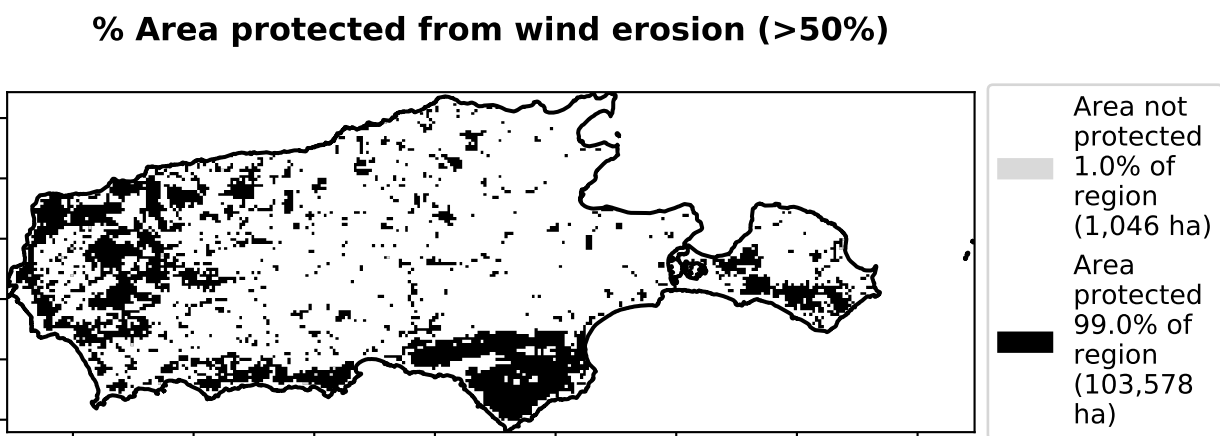 % Area protected from wind erosion (>50%)
Area not
protected
1.0% of
region
(1,046 ha)
Area
protected
99.0% of
region
(103,578
ha)